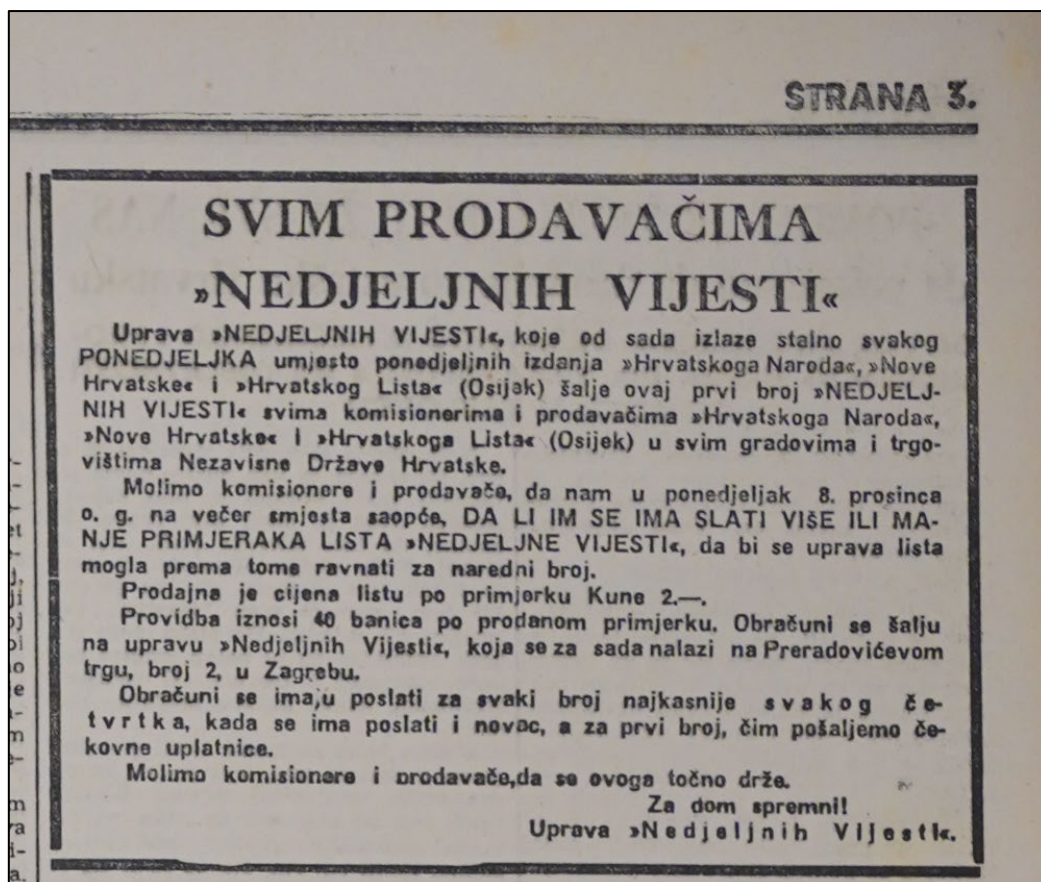 STRANA 3.
SVIM PRODAVAČIMA
»NEDJELJNIH VIJESTI«
Uprava »NEDJELJNIH VIJESTI«, koje od sada izlaze stalno svakog
PONEDJELJKA umjesto ponedjeljnih izdanja »Hrvatskoga Naroda«, »Nove
Hrvatske« i »Hrvatskog Lista« (Osijak) šalje ovaj prvi broj »NEDJELJ-
NIH VIJESTI« svima komisionerima i prodavačima »Hrvatskoga Naroda«,
»Nove Hrvatske« i »Hrvatskoga Lista« (Osijek) u svim gradovima i trgo-
vištima Nezavisne Države Hrvatske.
Molimo komisionere i prodavače, da nam u ponedjeljak 8. prosinca
o. g. na večer smjesta saopće, DA LI IM SE IMA SLATI VIŠE ILI MA-
NJE PRIMJERAKA LISTA »NEDJELJNE VIJESTI«, da bi se uprava lista
mogla prema tome ravnati za naredni broj.
Prodajna je cijena listu po primjerku Kune 2.—.
Providba iznosi 40 banica po prodanom primjerku. Obračuni se šalju
na upravu »Nedjeljnih Vijesti«, koja se za sada nalazi na Preradovićevom
trgu, broj 2, u Zagrebu.
Obračuni se imaju poslati za svaki broj najkasnije svakog če-
tvrtka, kada se ima poslati i novac, a za prvi broj, čim pošaljemo če-
kovne uplatnice.
Molimo komisionere i prodavače,da se ovoga točno drže.
Za dom spremni!
Uprava »Nedjeljnih Vijesti«.